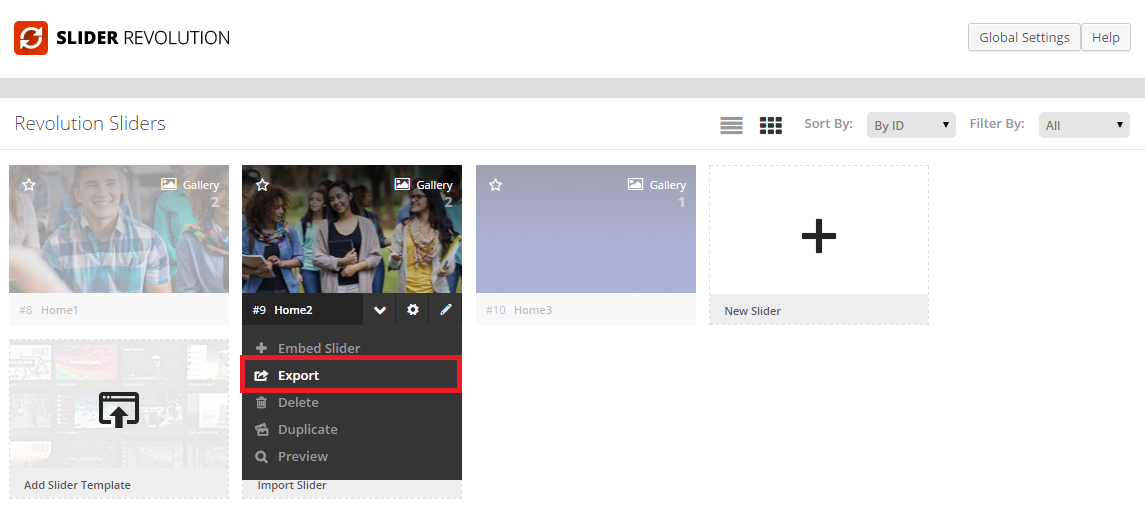 SLIDER REVOLUTION
Global Settings
Help
Revolution Sliders
Sort By:
By ID
Filter By:
All
Gallery
2
#8 Home1
Gallery
2
#9 Home2
Gallery
1
#10 Home3
New Slider
Embed Slider
Export
Delete
Duplicate
Preview
Add Slider Template
Import Slider